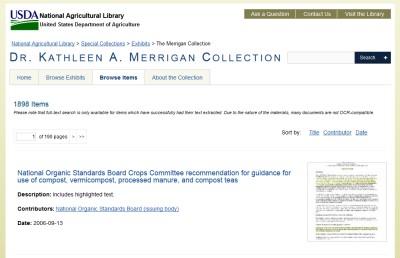 USDA National Agricultural Library
United States Department of Agriculture
Ask a Question Contact Us Visit the Library
National Agricultural Library > Special Collections > Exhibits > The Merrigan Collection
DR. KATHLEEN A. MERRIGAN COLLECTION
Search +
Home Browse Exhibits Browse Items About the Collection
1898 Items
Please note that full-text search is only available for items which have successfully had their text extracted. Due to the nature of the materials, many documents are not OCR-compatible.
1 of 190 pages > >>
Sort by: Title Contributor Date
National Organic Standards Board Crops Committee recommendation for guidance for
use of compost, vermicompost, processed manure, and compost teas
Description: Includes highlighted text.
Contributors: National Organic Standards Board (issuing body)
Date: 2006-09-13